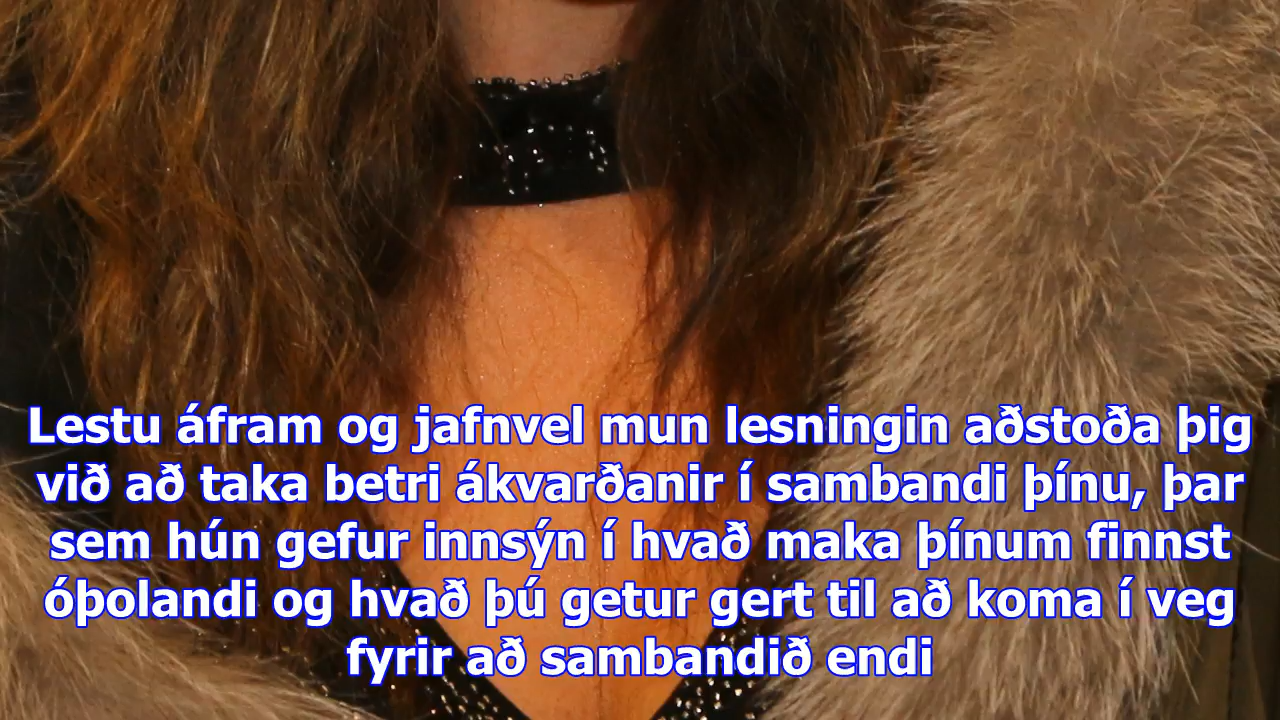 Lestu áfram og jafnvel mun lesningin aðstoða þig
við að taka betri ákvarðanir í sambandi þínu, þar
sem hún gefur innsýn í hvað maka þínum finnst
óþolandi og hvað þú getur gert til að koma í veg
fyrir að sambandið endi